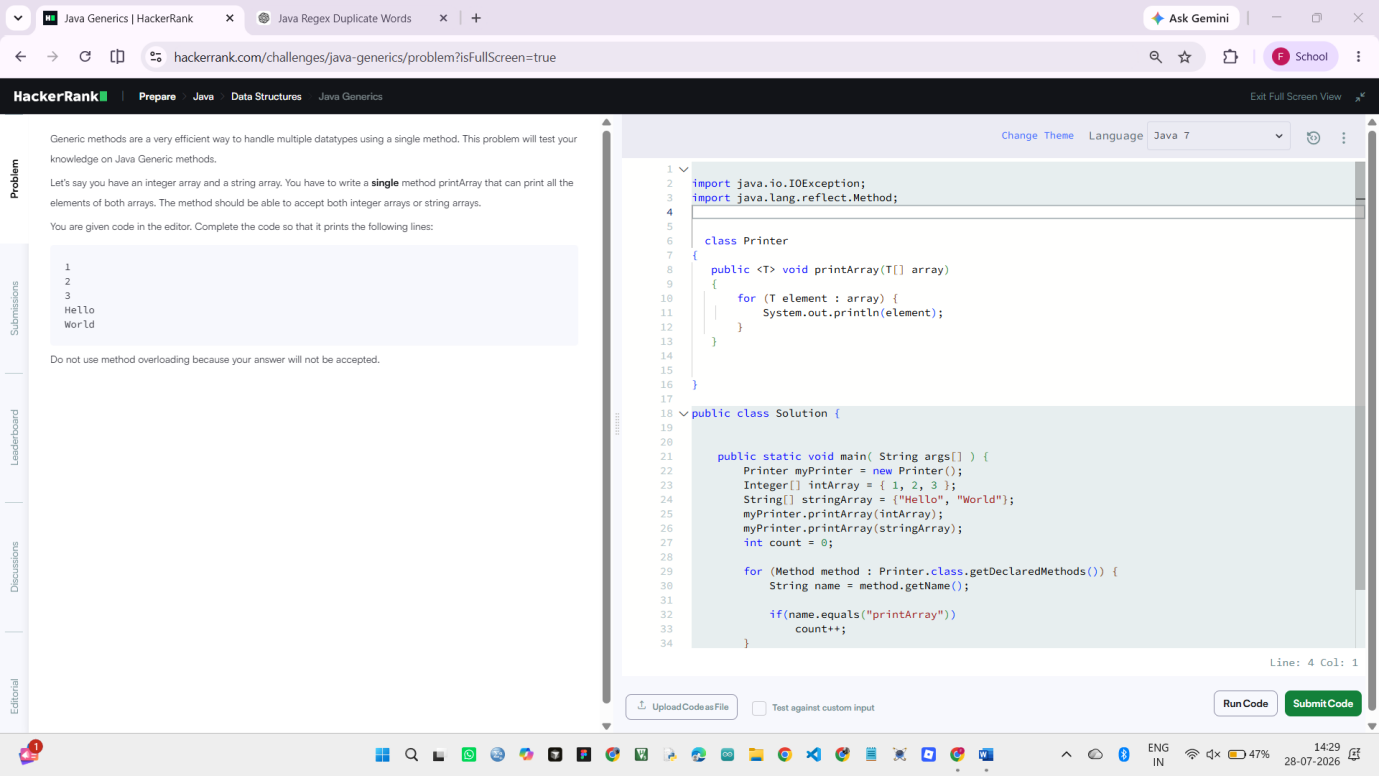 Java Generics | HackerRank
Java Regex Duplicate Words
Ask Gemini
hackerrank.com/challenges/java-generics/problem?isFullScreen=true
F School
HackerRank
Prepare Java Data Structures Java Generics
Exit Full Screen View
Problem
Submissions
Leaderboard
Discussions
Editorial
Generic methods are a very efficient way to handle multiple datatypes using a single method. This problem will test your
knowledge on Java Generic methods.
Let's say you have an integer array and a string array. You have to write a single method printArray that can print all the
elements of both arrays. The method should be able to accept both integer arrays or string arrays.
You are given code in the editor. Complete the code so that it prints the following lines:
1
2
3
Hello
World
Do not use method overloading because your answer will not be accepted.
Change Theme Language Java 7
1
2 import java.io.IOException;
3 import java.lang.reflect.Method;
4
5
6 class Printer
7 {
8 public <T> void printArray(T[] array)
9 {
10 for (T element : array) {
11 System.out.println(element);
12 }
13 }
14
15
16 }
17
18 public class Solution {
19
20
21 public static void main( String args[] ) {
22 Printer myPrinter = new Printer();
23 Integer[] intArray = { 1, 2, 3 };
24 String[] stringArray = {"Hello", "World"};
25 myPrinter.printArray(intArray);
26 myPrinter.printArray(stringArray);
27 int count = 0;
28
29 for (Method method : Printer.class.getDeclaredMethods()) {
30 String name = method.getName();
31
32 if(name.equals("printArray"))
33 count++;
34 }
Line: 4 Col: 1
Upload Code as File
Test against custom input
Run Code
Submit Code
1
ENG
IN
47%
14:29
28-07-2026